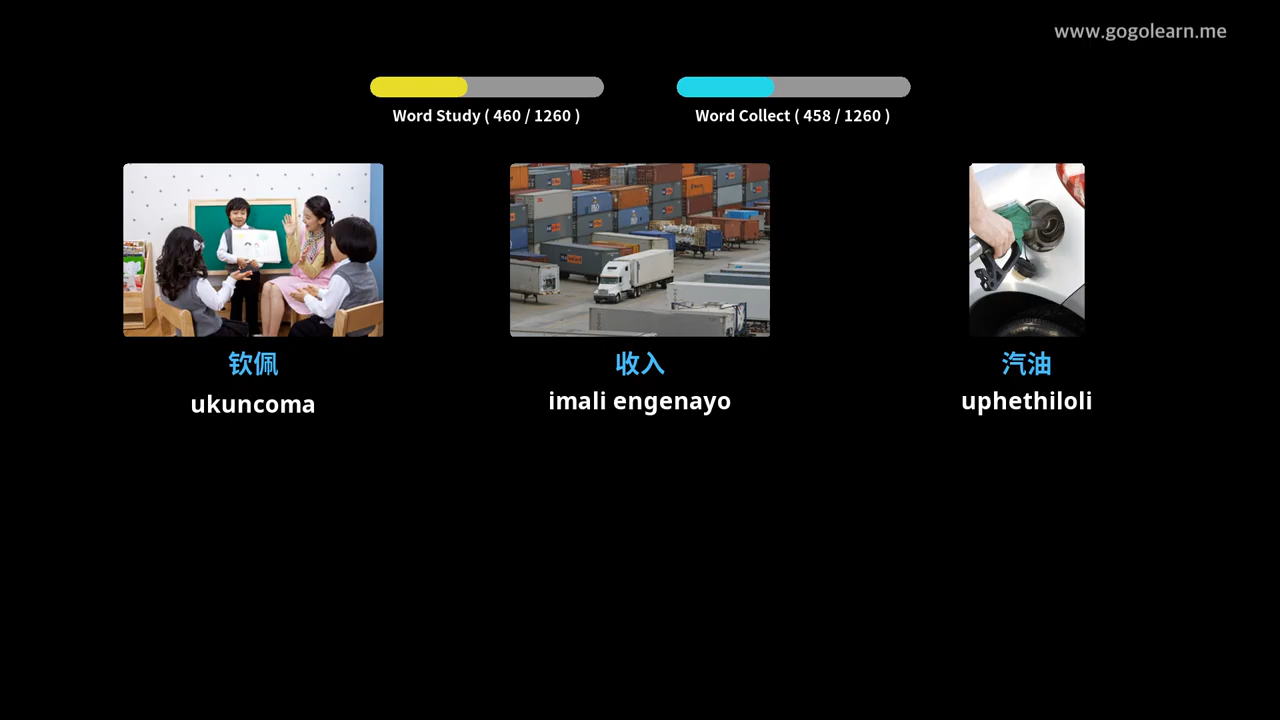 www.gogolearn.me
Word Study ( 460 / 1260 )
Word Collect ( 458 / 1260 )
钦佩
收入
汽油
ukuncoma
imali engenayo
uphethiloli